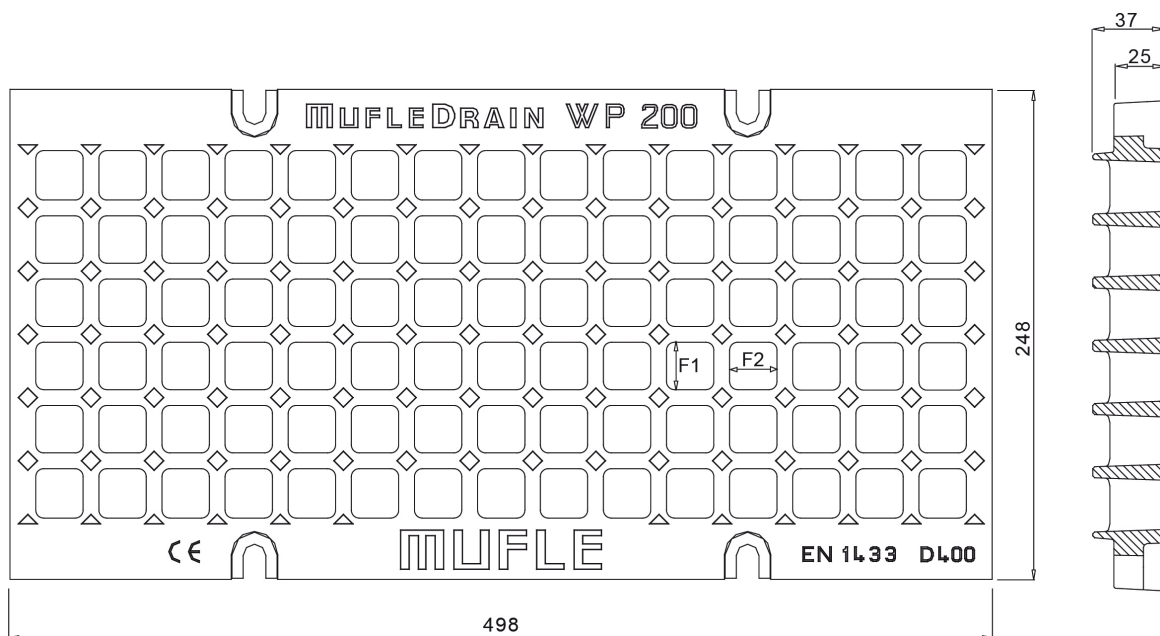 37
25
MUFLEDRAIN WP 200
F1
F2
248
MUFLE
CE
EN 1433 D400
498